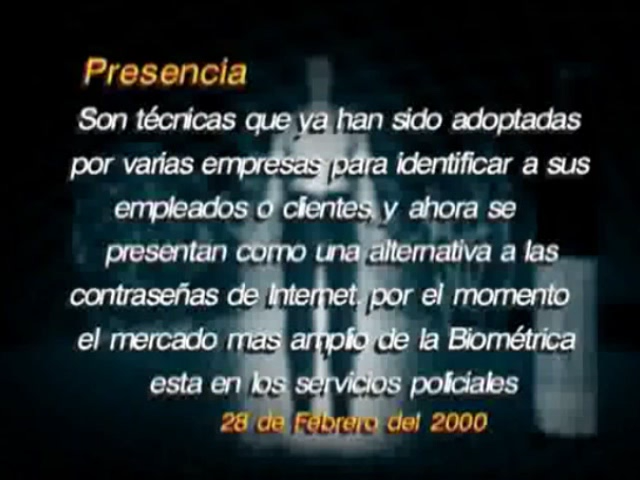 Presencia
Son técnicas que ya han sido adoptadas
por varias empresas para identificar a sus
empleados o clientes, y ahora se
presentan como una alternativa a las
contraseñas de Internet. por el momento
el mercado mas amplio de la Biométrica
esta en los servicios policiales
28 de Febrero del 2000